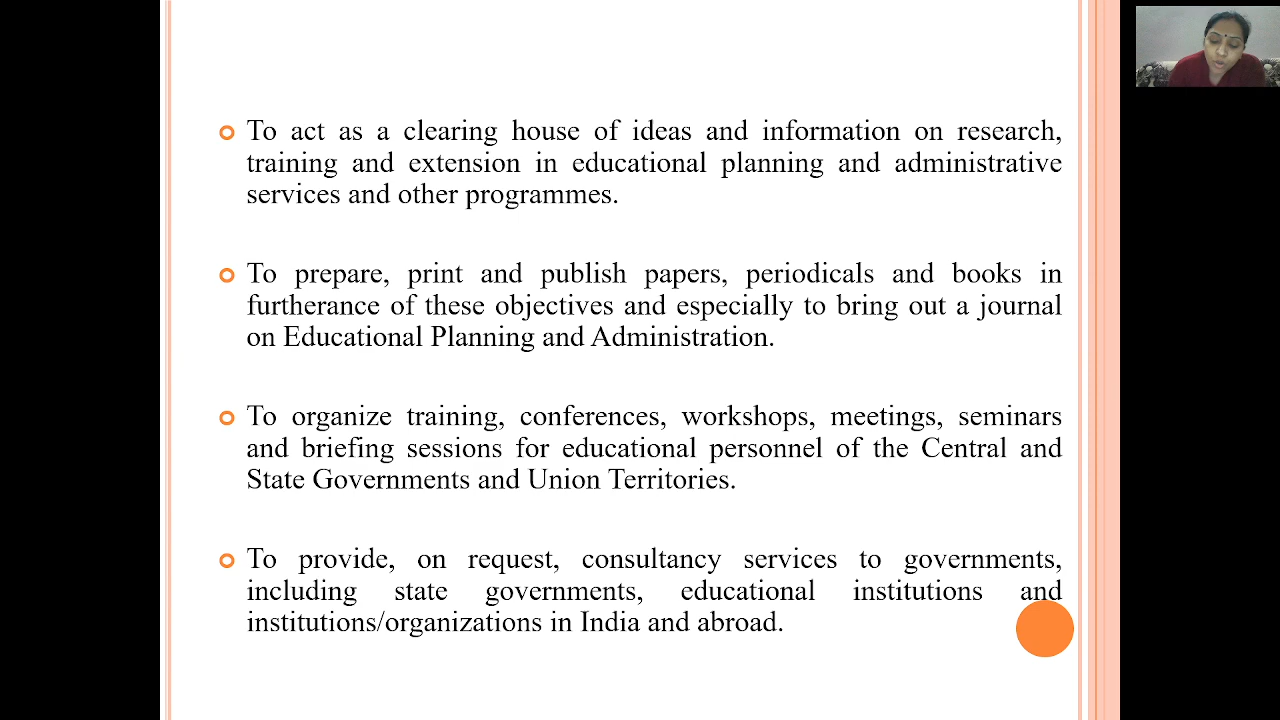 To act as a clearing house of ideas and information on research,
training and extension in educational planning and administrative
services and other programmes.
To prepare, print and publish papers, periodicals and books in
furtherance of these objectives and especially to bring out a journal
on Educational Planning and Administration.
To organize training, conferences, workshops, meetings, seminars
and briefing sessions for educational personnel of the Central and
State Governments and Union Territories.
To provide, on request, consultancy services to governments,
including state governments, educational institutions and
institutions/organizations in India and abroad.